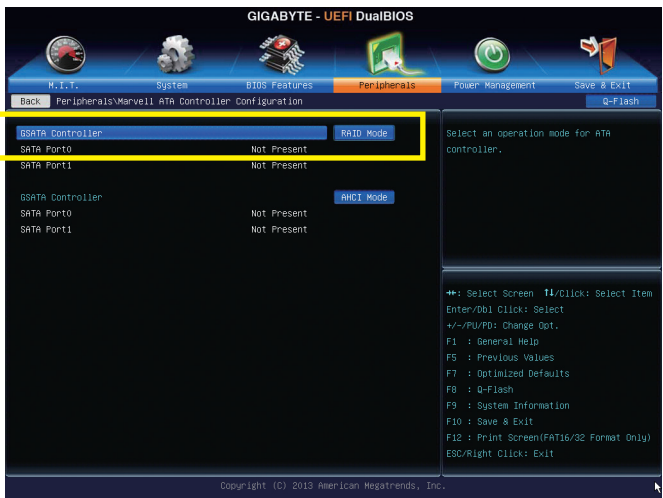 GIGABYTE - UEFI DualBIOS
M.I.T. System BIOS Features Peripherals Power Management Save & Exit
Back Peripherals\Marvell ATA Controller Configuration Q-Flash
GSATA Controller RAID Mode
SATA Port0 Not Present
SATA Port1 Not Present
GSATA Controller AHCI Mode
SATA Port0 Not Present
SATA Port1 Not Present
Select an operation mode for ATA
controller.
→←: Select Screen ↑↓/Click: Select Item
Enter/Dbl Click: Select
+/-/PU/PD: Change Opt.
F1 : General Help
F5 : Previous Values
F7 : Optimized Defaults
F8 : Q-Flash
F9 : System Information
F10 : Save & Exit
F12 : Print Screen(FAT16/32 Format Only)
ESC/Right Click: Exit
Copyright (C) 2013 American Megatrends, Inc.